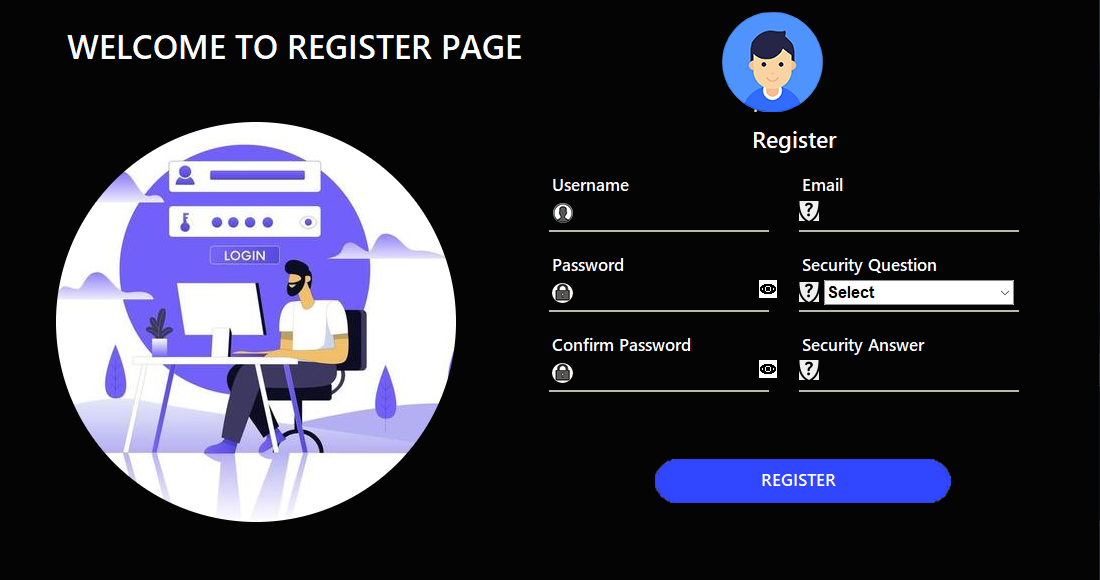 WELCOME TO REGISTER PAGE
LOGIN
Register
Username
Email
Password
Security Question
Select
Confirm Password
Security Answer
REGISTER